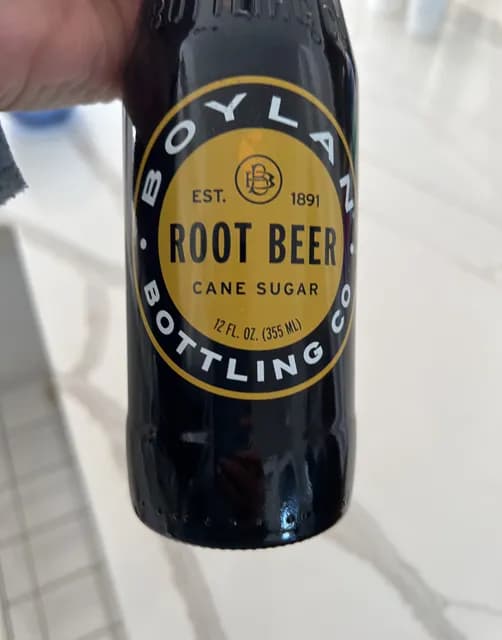 BOYLAN
EST. 1891
ROOT BEER
CANE SUGAR
12 FL. OZ. (355 ML)
BOTTLING CO